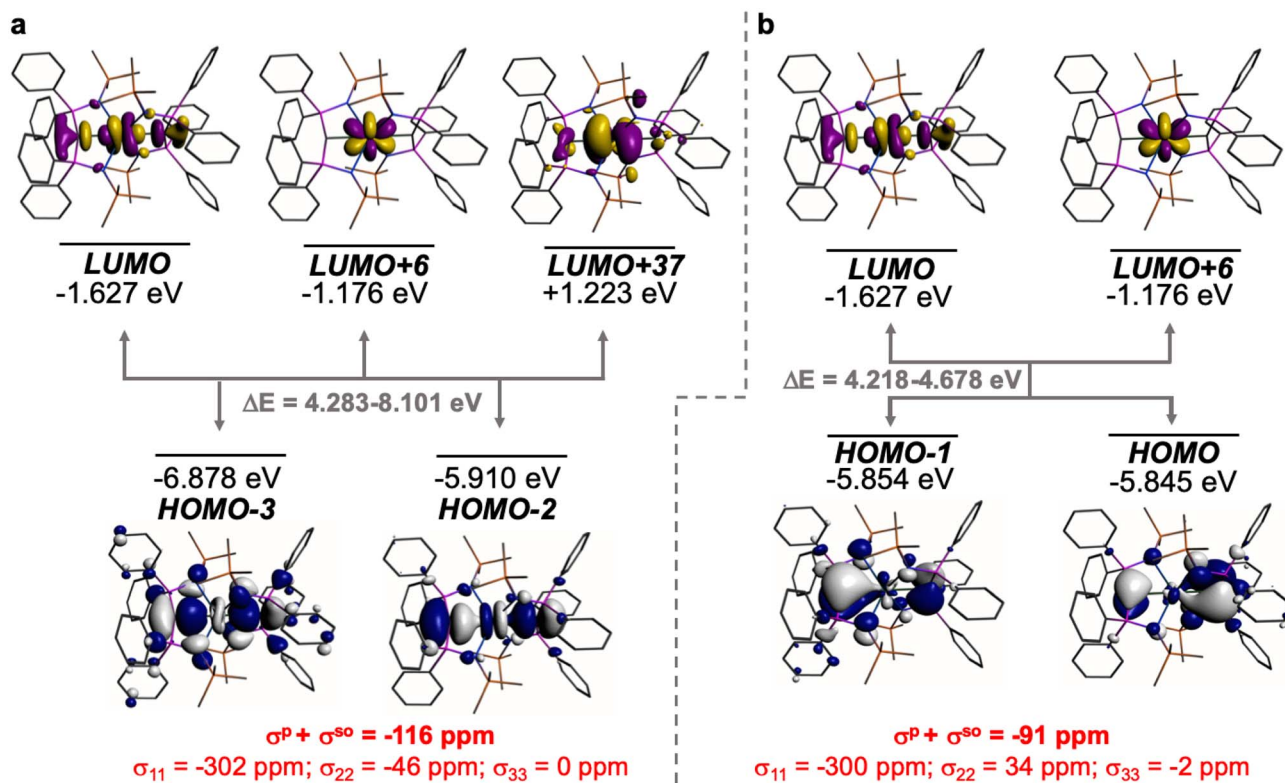 a
LUMO
-1.627 eV
LUMO+6
-1.176 eV
LUMO+37
+1.223 eV
ΔE = 4.283-8.101 eV
-6.878 eV
HOMO-3
-5.910 eV
HOMO-2
σᵖ + σˢᵒ = -116 ppm
σ₁₁ = -302 ppm; σ₂₂ = -46 ppm; σ₃₃ = 0 ppm
b
LUMO
-1.627 eV
LUMO+6
-1.176 eV
ΔE = 4.218-4.678 eV
HOMO-1
-5.854 eV
HOMO
-5.845 eV
σᵖ + σˢᵒ = -91 ppm
σ₁₁ = -300 ppm; σ₂₂ = 34 ppm; σ₃₃ = -2 ppm